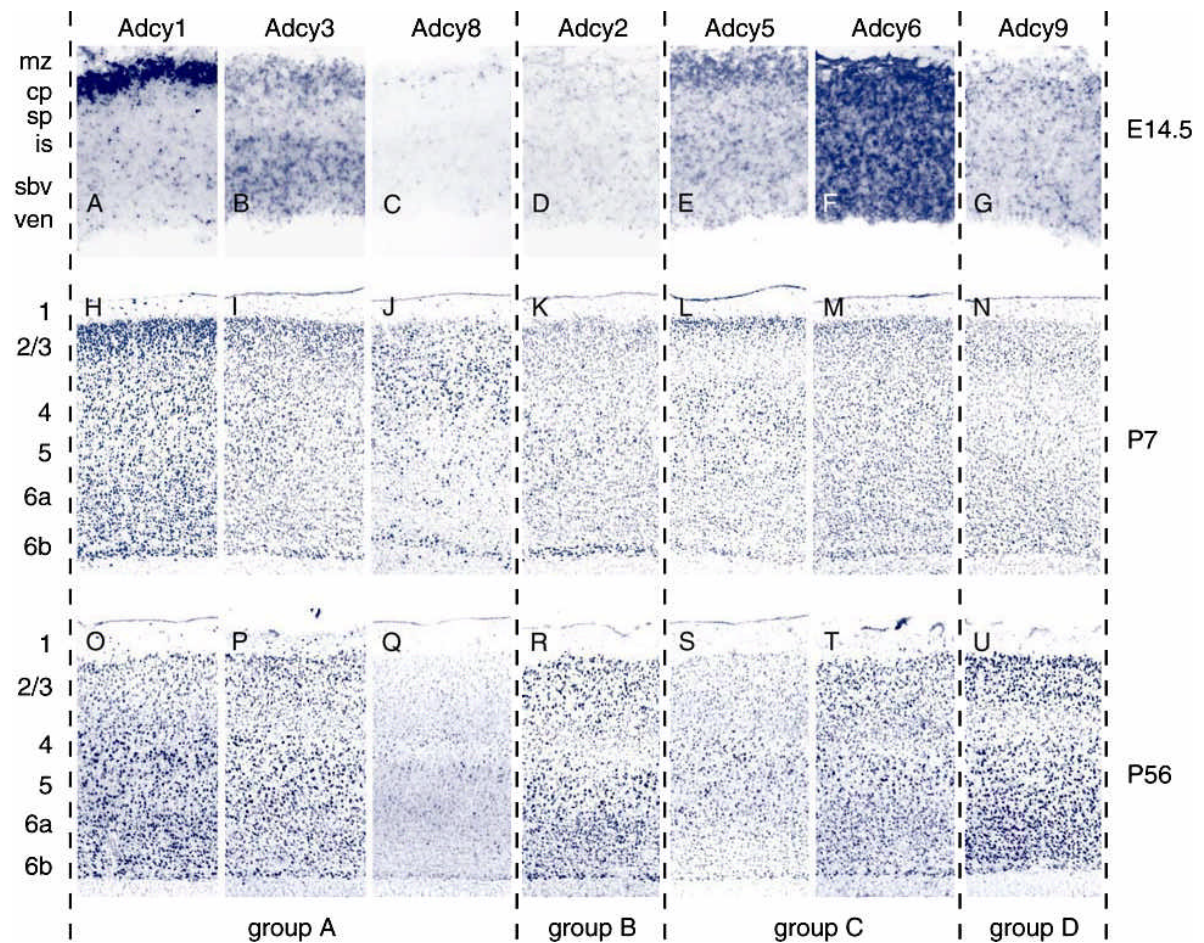 Adcy1 Adcy3 Adcy8 Adcy2 Adcy5 Adcy6 Adcy9
mz
cp
sp
is
sbv
ven
A B C D E F G
E14.5
1
2/3
4
5
6a
6b
H I J K L M N
P7
1
2/3
4
5
6a
6b
O P Q R S T U
P56
group A group B group C group D